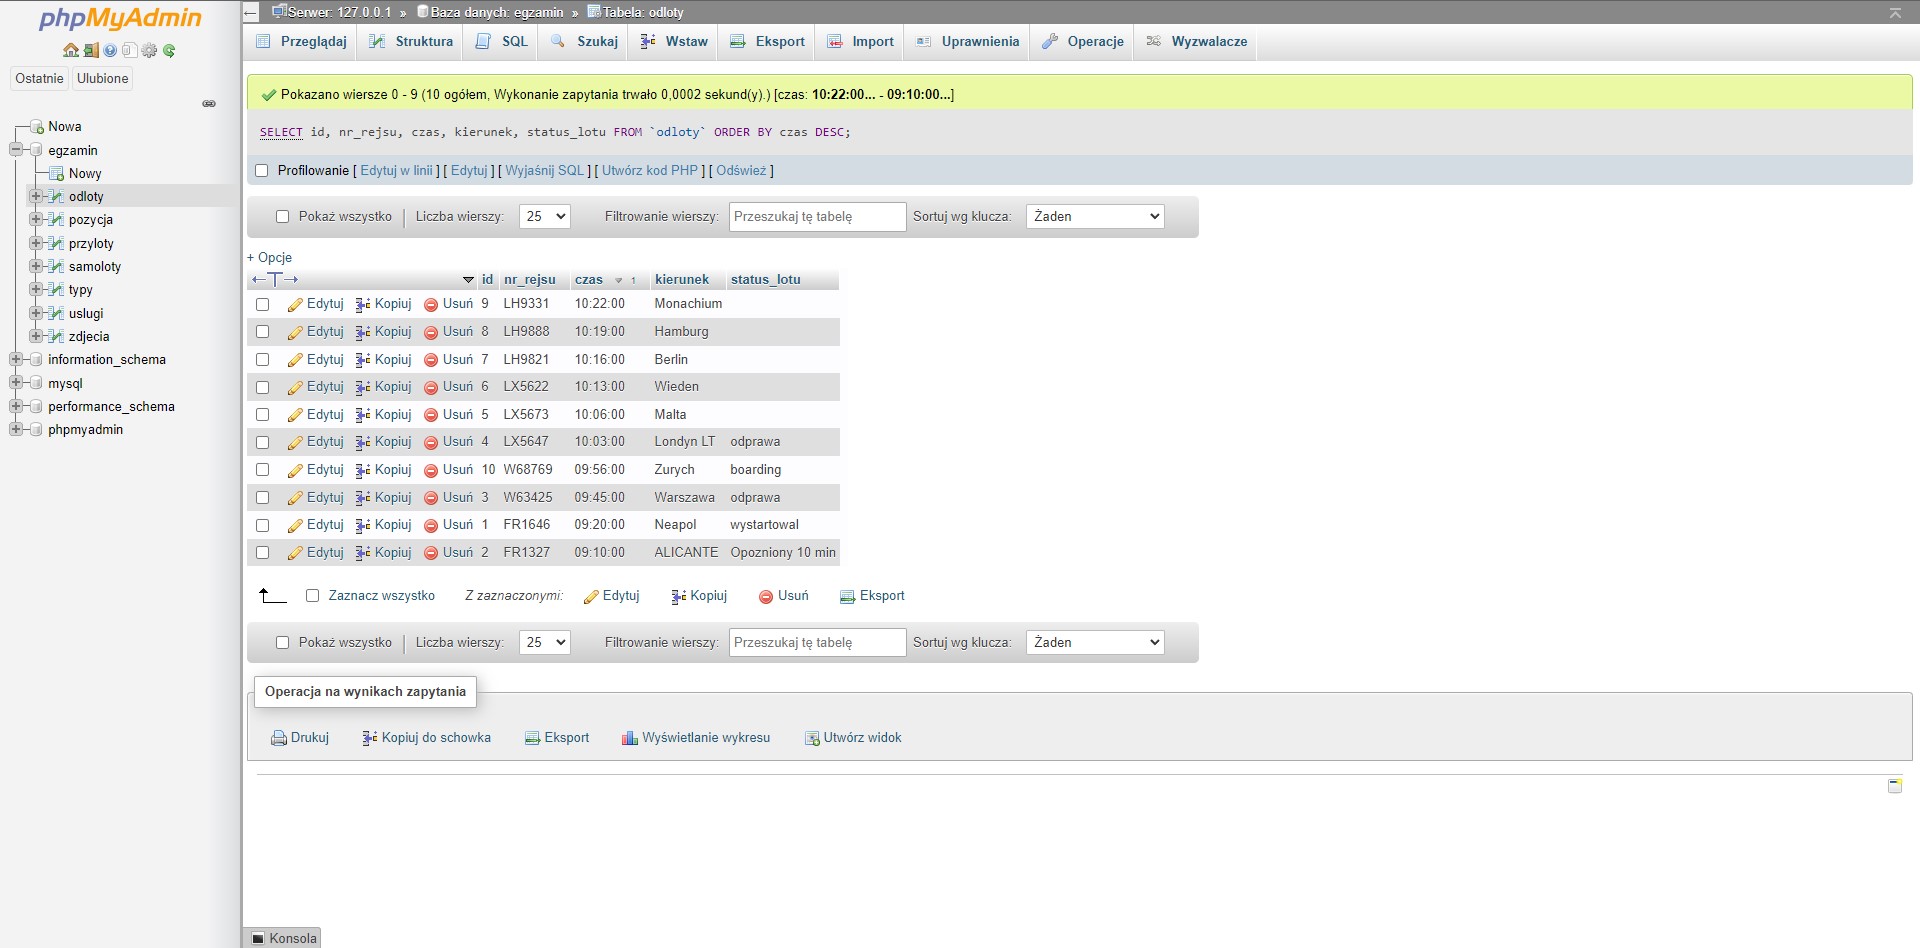 phpMyAdmin
Ostatnie Ulubione
Nowa
egzamin
Nowy
odloty
pozycja
przyloty
samoloty
typy
uslugi
zdjecia
information_schema
mysql
performance_schema
phpmyadmin
Serwer: 127.0.0.1 » Baza danych: egzamin » Tabela: odloty
Przeglądaj Struktura SQL Szukaj Wstaw Eksport Import Uprawnienia Operacje Wyzwalacze
Pokazano wiersze 0 - 9 (10 ogółem, Wykonanie zapytania trwało 0,0002 sekund(y).) [czas: 10:22:00... - 09:10:00...]
SELECT id, nr_rejsu, czas, kierunek, status_lotu FROM `odloty` ORDER BY czas DESC;
Profilowanie [ Edytuj w linii ] [ Edytuj ] [ Wyjaśnij SQL ] [ Utwórz kod PHP ] [ Odśwież ]
Pokaż wszystko | Liczba wierszy: 25 Filtrowanie wierszy: Przeszukaj tę tabelę Sortuj wg klucza: Żaden
+ Opcje
←T→ id nr_rejsu czas 1 kierunek status_lotu
Edytuj Kopiuj Usuń 9 LH9331 10:22:00 Monachium
Edytuj Kopiuj Usuń 8 LH9888 10:19:00 Hamburg
Edytuj Kopiuj Usuń 7 LH9821 10:16:00 Berlin
Edytuj Kopiuj Usuń 6 LX5622 10:13:00 Wieden
Edytuj Kopiuj Usuń 5 LX5673 10:06:00 Malta
Edytuj Kopiuj Usuń 4 LX5647 10:03:00 Londyn LT odprawa
Edytuj Kopiuj Usuń 10 W68769 09:56:00 Zurych boarding
Edytuj Kopiuj Usuń 3 W63425 09:45:00 Warszawa odprawa
Edytuj Kopiuj Usuń 1 FR1646 09:20:00 Neapol wystartowal
Edytuj Kopiuj Usuń 2 FR1327 09:10:00 ALICANTE Opozniony 10 min
Zaznacz wszystko Z zaznaczonymi: Edytuj Kopiuj Usuń Eksport
Pokaż wszystko | Liczba wierszy: 25 Filtrowanie wierszy: Przeszukaj tę tabelę Sortuj wg klucza: Żaden
Operacja na wynikach zapytania
Drukuj Kopiuj do schowka Eksport Wyświetlanie wykresu Utwórz widok
Konsola